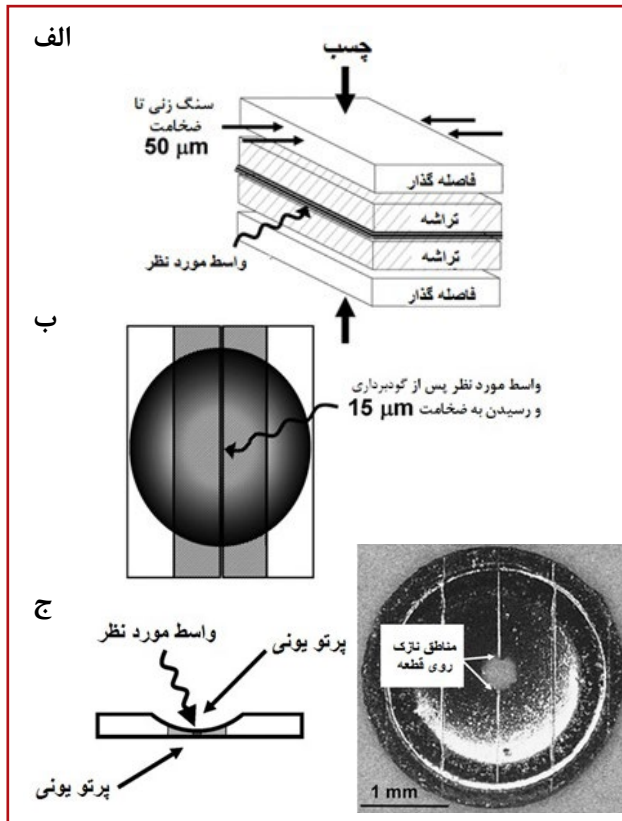 الف
چسب
سنگ زنی تا
ضخامت
50 µm
فاصله گذار
تراشه
تراشه
فاصله گذار
واسط مورد نظر
ب
واسط مورد نظر پس از گودبرداری
و رسیدن به ضخامت 15 µm
ج
واسط مورد نظر
پرتو یونی
پرتو یونی
مناطق نازک
روی قطعه
1 mm